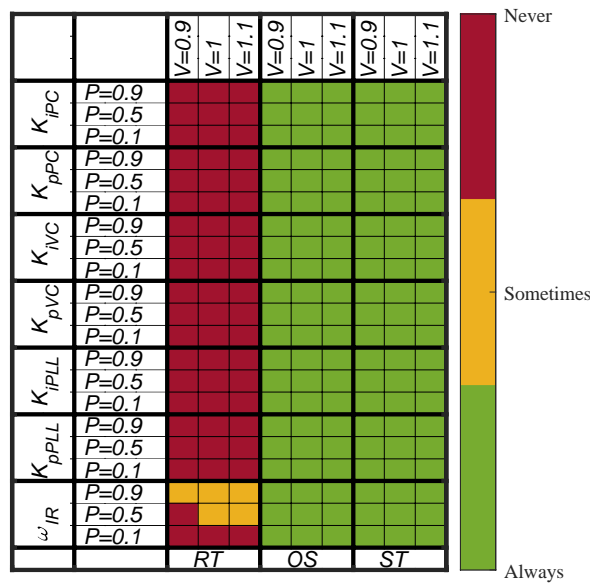 V=0.9 V=1 V=1.1 V=0.9 V=1 V=1.1 V=0.9 V=1 V=1.1
K_iPC
P=0.9
P=0.5
P=0.1
K_pPC
P=0.9
P=0.5
P=0.1
K_iVC
P=0.9
P=0.5
P=0.1
K_pVC
P=0.9
P=0.5
P=0.1
K_iPLL
P=0.9
P=0.5
P=0.1
K_pPLL
P=0.9
P=0.5
P=0.1
ω_IR
P=0.9
P=0.5
P=0.1
RT OS ST
Never
Sometimes
Always